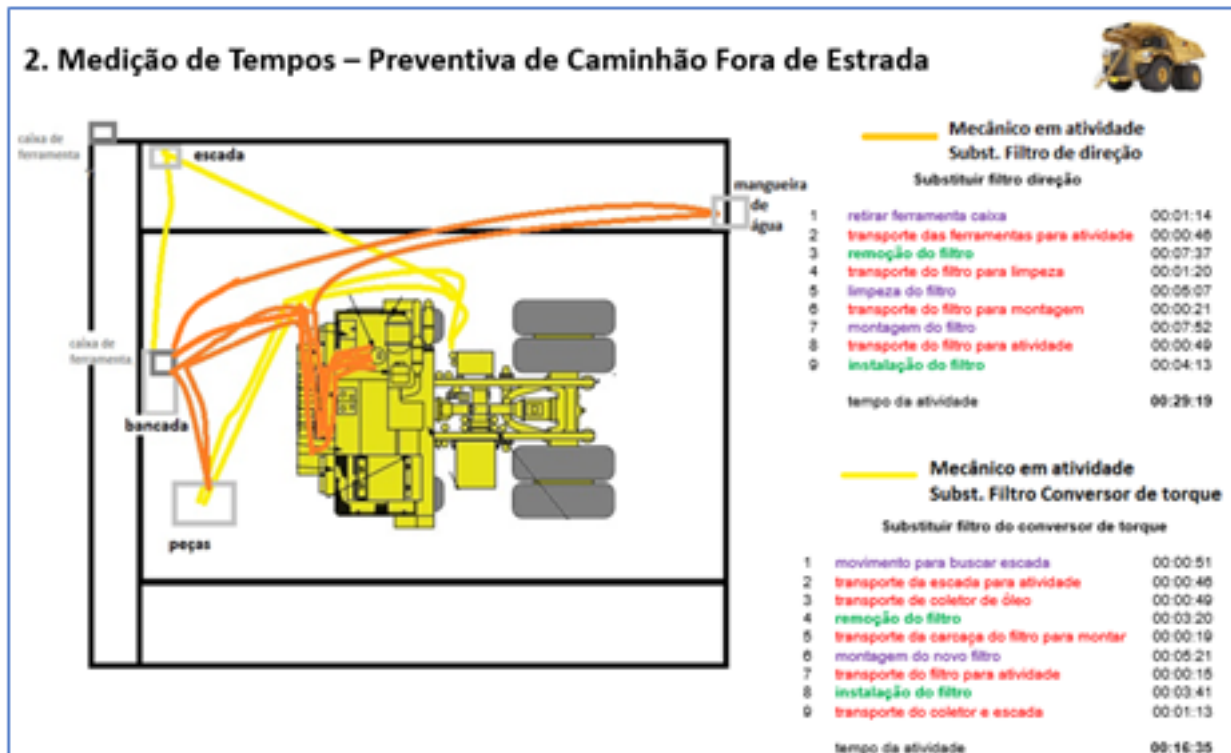 2. Medição de Tempos – Preventiva de Caminhão Fora de Estrada
caixa de
ferramenta
escada
mangueira
de
água
caixa de
ferramenta
bancada
peças
Mecânico em atividade
Subst. Filtro de direção
Substituir filtro direção
1 retirar ferramenta caixa 00:01:14
2 transporte das ferramentas para atividade 00:00:46
3 remoção do filtro 00:07:37
4 transporte do filtro para limpeza 00:01:20
5 limpeza do filtro 00:05:07
6 transporte do filtro para montagem 00:00:21
7 montagem do filtro 00:07:52
8 transporte do filtro para atividade 00:00:49
9 instalação do filtro 00:04:13
tempo da atividade 00:29:19
Mecânico em atividade
Subst. Filtro Conversor de torque
Substituir filtro do conversor de torque
1 movimento para buscar escada 00:00:51
2 transporte da escada para atividade 00:00:46
3 transporte de coletor de óleo 00:00:49
4 remoção do filtro 00:03:20
5 transporte da carcaça do filtro para montar 00:00:19
6 montagem do novo filtro 00:05:21
7 transporte do filtro para atividade 00:00:15
8 instalação do filtro 00:03:41
9 transporte do coletor e escada 00:01:13
tempo da atividade 00:16:35